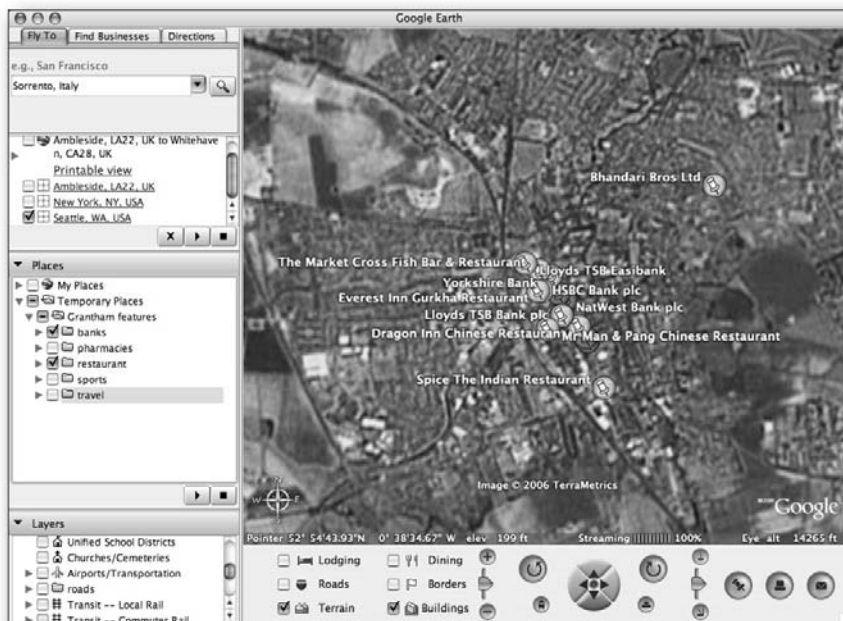 Google Earth
Fly To
Find Businesses
Directions
e.g., San Francisco
Sorrento, Italy
Ambleside, LA22, UK to Whitehave
n, CA28, UK
Printable view
Ambleside, LA22, UK
New York, NY, USA
Seattle, WA, USA
Places
My Places
Temporary Places
Grantham features
banks
pharmacies
restaurant
sports
travel
Layers
Unified School Districts
Churches/Cemeteries
Airports/Transportation
roads
Transit -- Local Rail
Transit -- Commuter Rail
Bhandari Bros Ltd
The Market Cross Fish Bar & Restaurant
Lloyds TSB Easibank
Yorkshire Bank
HSBC Bank plc
Everest Inn Gurkha Restaurant
NatWest Bank plc
Lloyds TSB Bank plc
Dragon Inn Chinese Restauran
Mr Man & Pang Chinese Restaurant
Spice The Indian Restaurant
N
W
E
S
Image © 2006 TerraMetrics
Google
Pointer 52° 54'43.93"N 0° 38'34.67" W elev 199 ft Streaming 100% Eye alt 14265 ft
Lodging
Dining
Roads
Borders
Terrain
Buildings